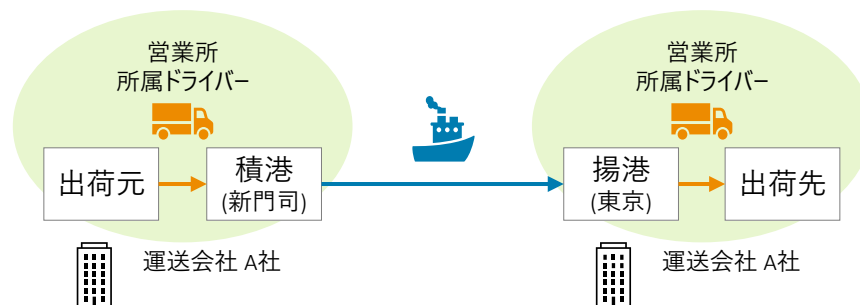 営業所
所属ドライバー
出荷元
積港
(新門司)
運送会社 A社
営業所
所属ドライバー
揚港
(東京)
出荷先
運送会社 A社